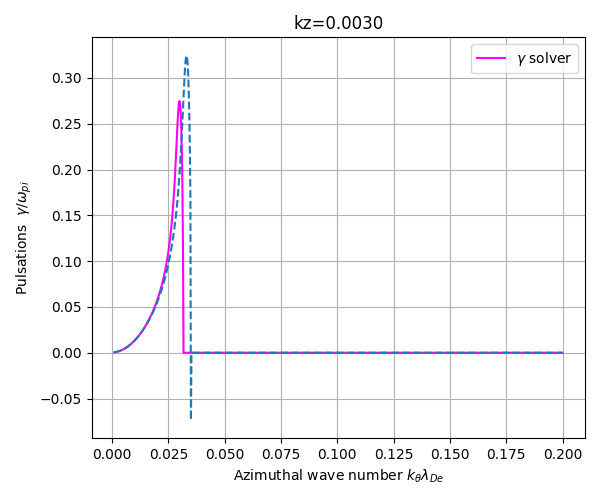 kz=0.0030
γ solver
Pulsations γ/ω_pi
0.30
0.25
0.20
0.15
0.10
0.05
0.00
−0.05
0.000 0.025 0.050 0.075 0.100 0.125 0.150 0.175 0.200
Azimuthal wave number k_θλ_De